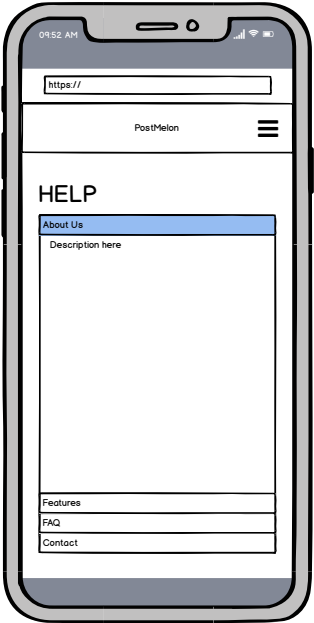 09:52 AM
https://
PostMelon
HELP
About Us
Description here
Features
FAQ
Contact